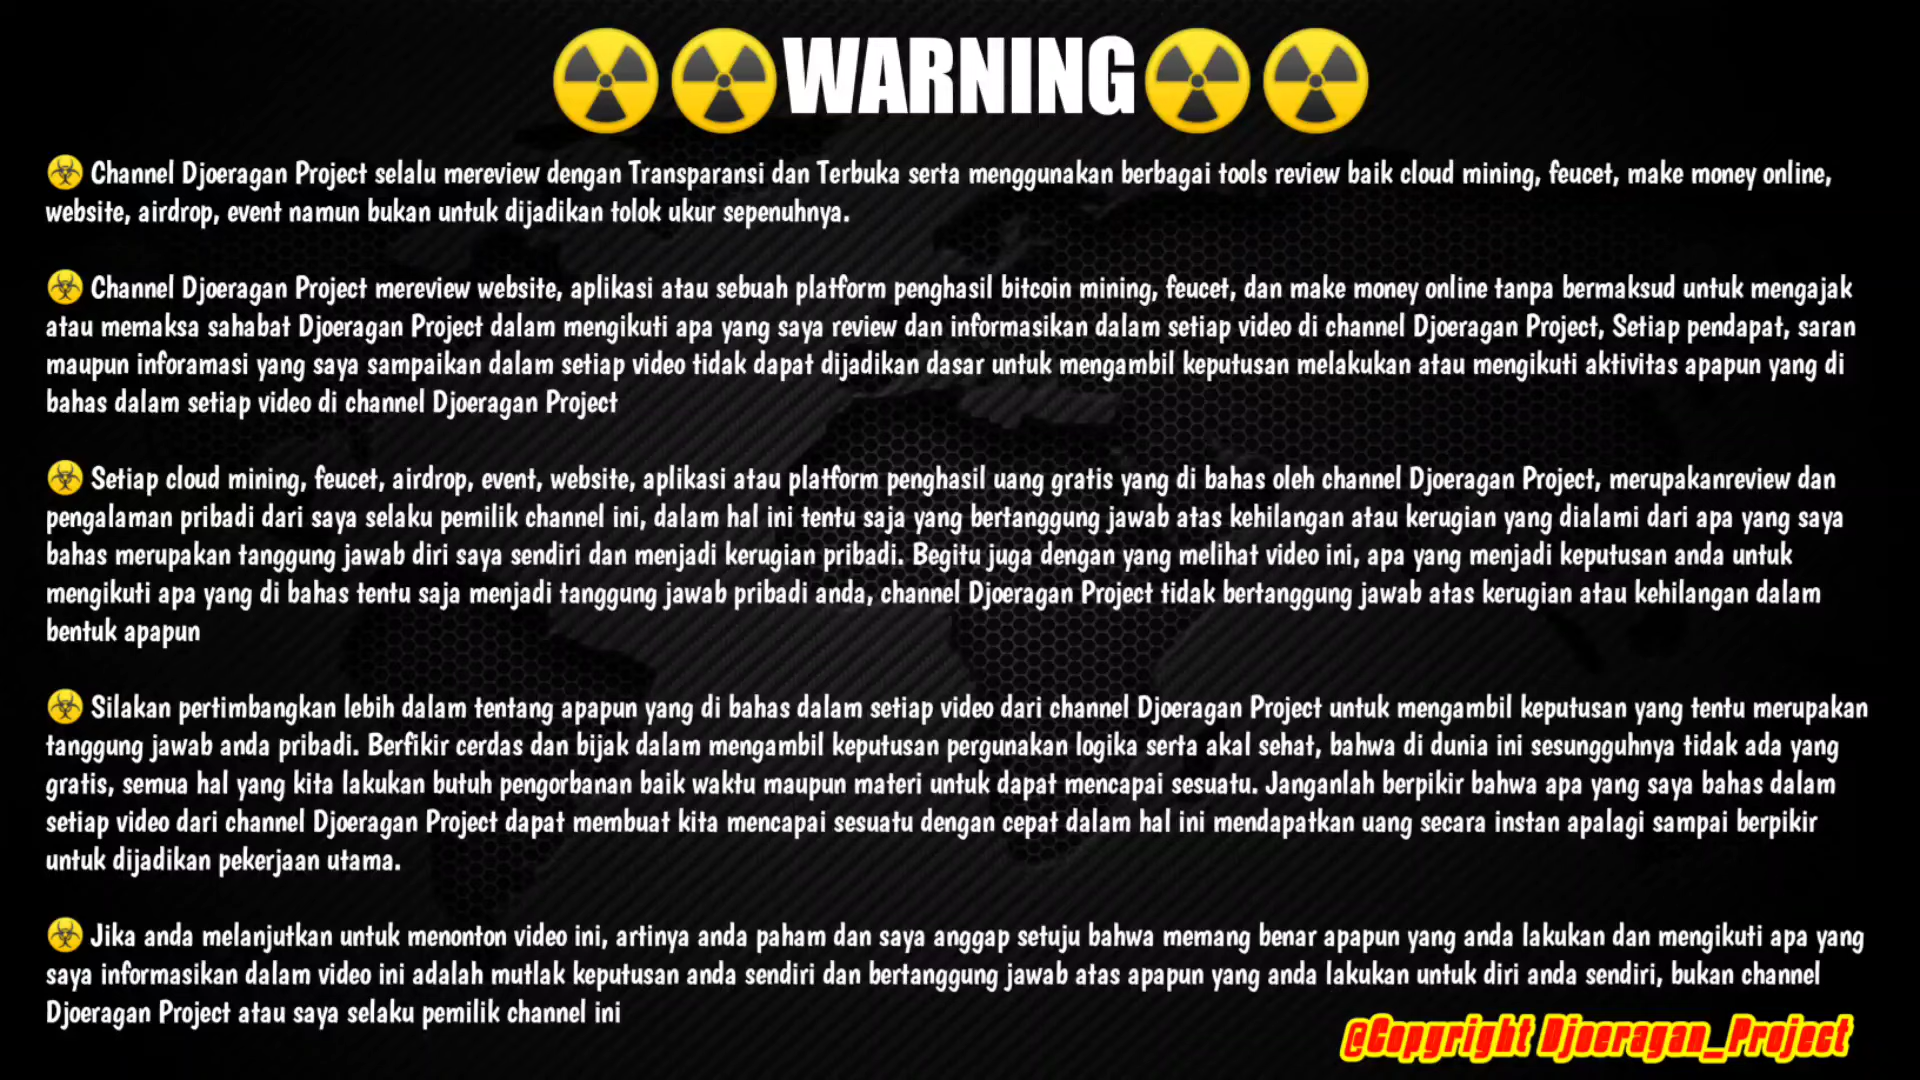 ☢☢WARNING☢☢
☣ Channel Djoeragan Project selalu mereview dengan Transparansi dan Terbuka serta menggunakan berbagai tools review baik cloud mining, feucet, make money online,
website, airdrop, event namun bukan untuk dijadikan tolok ukur sepenuhnya.
☣ Channel Djoeragan Project mereview website, aplikasi atau sebuah platform penghasil bitcoin mining, feucet, dan make money online tanpa bermaksud untuk mengajak
atau memaksa sahabat Djoeragan Project dalam mengikuti apa yang saya review dan informasikan dalam setiap video di channel Djoeragan Project, Setiap pendapat, saran
maupun inforamasi yang saya sampaikan dalam setiap video tidak dapat dijadikan dasar untuk mengambil keputusan melakukan atau mengikuti aktivitas apapun yang di
bahas dalam setiap video di channel Djoeragan Project
☣ Setiap cloud mining, feucet, airdrop, event, website, aplikasi atau platform penghasil uang gratis yang di bahas oleh channel Djoeragan Project, merupakanreview dan
pengalaman pribadi dari saya selaku pemilik channel ini, dalam hal ini tentu saja yang bertanggung jawab atas kehilangan atau kerugian yang dialami dari apa yang saya
bahas merupakan tanggung jawab diri saya sendiri dan menjadi kerugian pribadi. Begitu juga dengan yang melihat video ini, apa yang menjadi keputusan anda untuk
mengikuti apa yang di bahas tentu saja menjadi tanggung jawab pribadi anda, channel Djoeragan Project tidak bertanggung jawab atas kerugian atau kehilangan dalam
bentuk apapun
☣ Silakan pertimbangkan lebih dalam tentang apapun yang di bahas dalam setiap video dari channel Djoeragan Project untuk mengambil keputusan yang tentu merupakan
tanggung jawab anda pribadi. Berfikir cerdas dan bijak dalam mengambil keputusan pergunakan logika serta akal sehat, bahwa di dunia ini sesungguhnya tidak ada yang
gratis, semua hal yang kita lakukan butuh pengorbanan baik waktu maupun materi untuk dapat mencapai sesuatu. Janganlah berpikir bahwa apa yang saya bahas dalam
setiap video dari channel Djoeragan Project dapat membuat kita mencapai sesuatu dengan cepat dalam hal ini mendapatkan uang secara instan apalagi sampai berpikir
untuk dijadikan pekerjaan utama.
☣ Jika anda melanjutkan untuk menonton video ini, artinya anda paham dan saya anggap setuju bahwa memang benar apapun yang anda lakukan dan mengikuti apa yang
saya informasikan dalam video ini adalah mutlak keputusan anda sendiri dan bertanggung jawab atas apapun yang anda lakukan untuk diri anda sendiri, bukan channel
Djoeragan Project atau saya selaku pemilik channel ini
@Copyright Djoeragan_Project